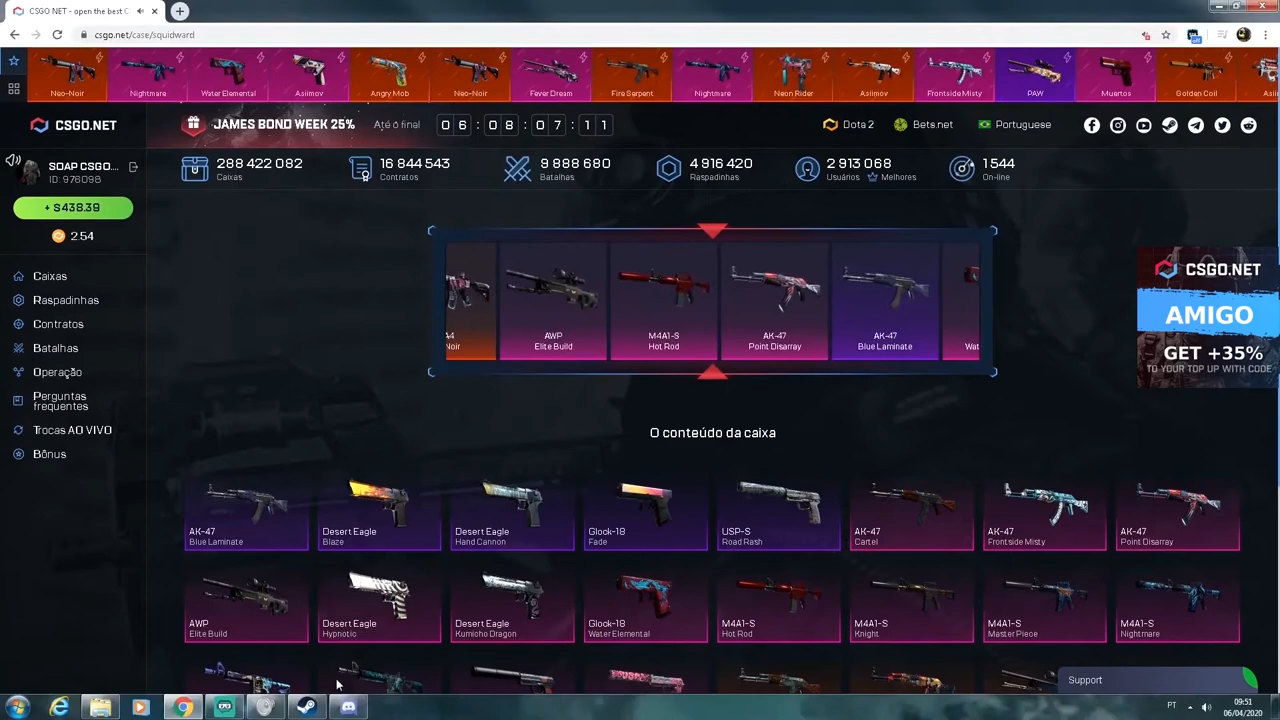 CSGO NET - open the best C
csgo.net/case/squidward
Neo-Noir
Nightmare
Water Elemental
Asiimov
Angry Mob
Neo-Noir
Fever Dream
Fire Serpent
Nightmare
Neon Rider
Asiimov
Frontside Misty
PAW
Muertos
Golden Coil
Asii
CSGO.NET
JAMES BOND WEEK 25%
Até o final
06:08:07:11
Dota 2
Bets.net
Portuguese
SOAP CSGO....
ID: 976098
288 422 082
Caixas
16 844 543
Contratos
9 888 680
Batalhas
4 916 420
Raspadinhas
2 913 068
Usuários
Melhores
1 544
On-line
+ $438.39
2.54
Caixas
Raspadinhas
Contratos
Batalhas
Operação
Perguntas
frequentes
Trocas AO VIVO
Bônus
A4
Noir
AWP
Elite Build
M4A1-S
Hot Rod
AK-47
Point Disarray
AK-47
Blue Laminate
Wat
CSGO.NET
AMIGO
GET +35%
TO YOUR TOP UP WITH CODE
O conteúdo da caixa
AK-47
Blue Laminate
Desert Eagle
Blaze
Desert Eagle
Hand Cannon
Glock-18
Fade
USP-S
Road Rash
AK-47
Cartel
AK-47
Frontside Misty
AK-47
Point Disarray
AWP
Elite Build
Desert Eagle
Hypnotic
Desert Eagle
Kumicho Dragon
Glock-18
Water Elemental
M4A1-S
Hot Rod
M4A1-S
Knight
M4A1-S
Master Piece
M4A1-S
Nightmare
Support
PT
09:51
06/04/2020